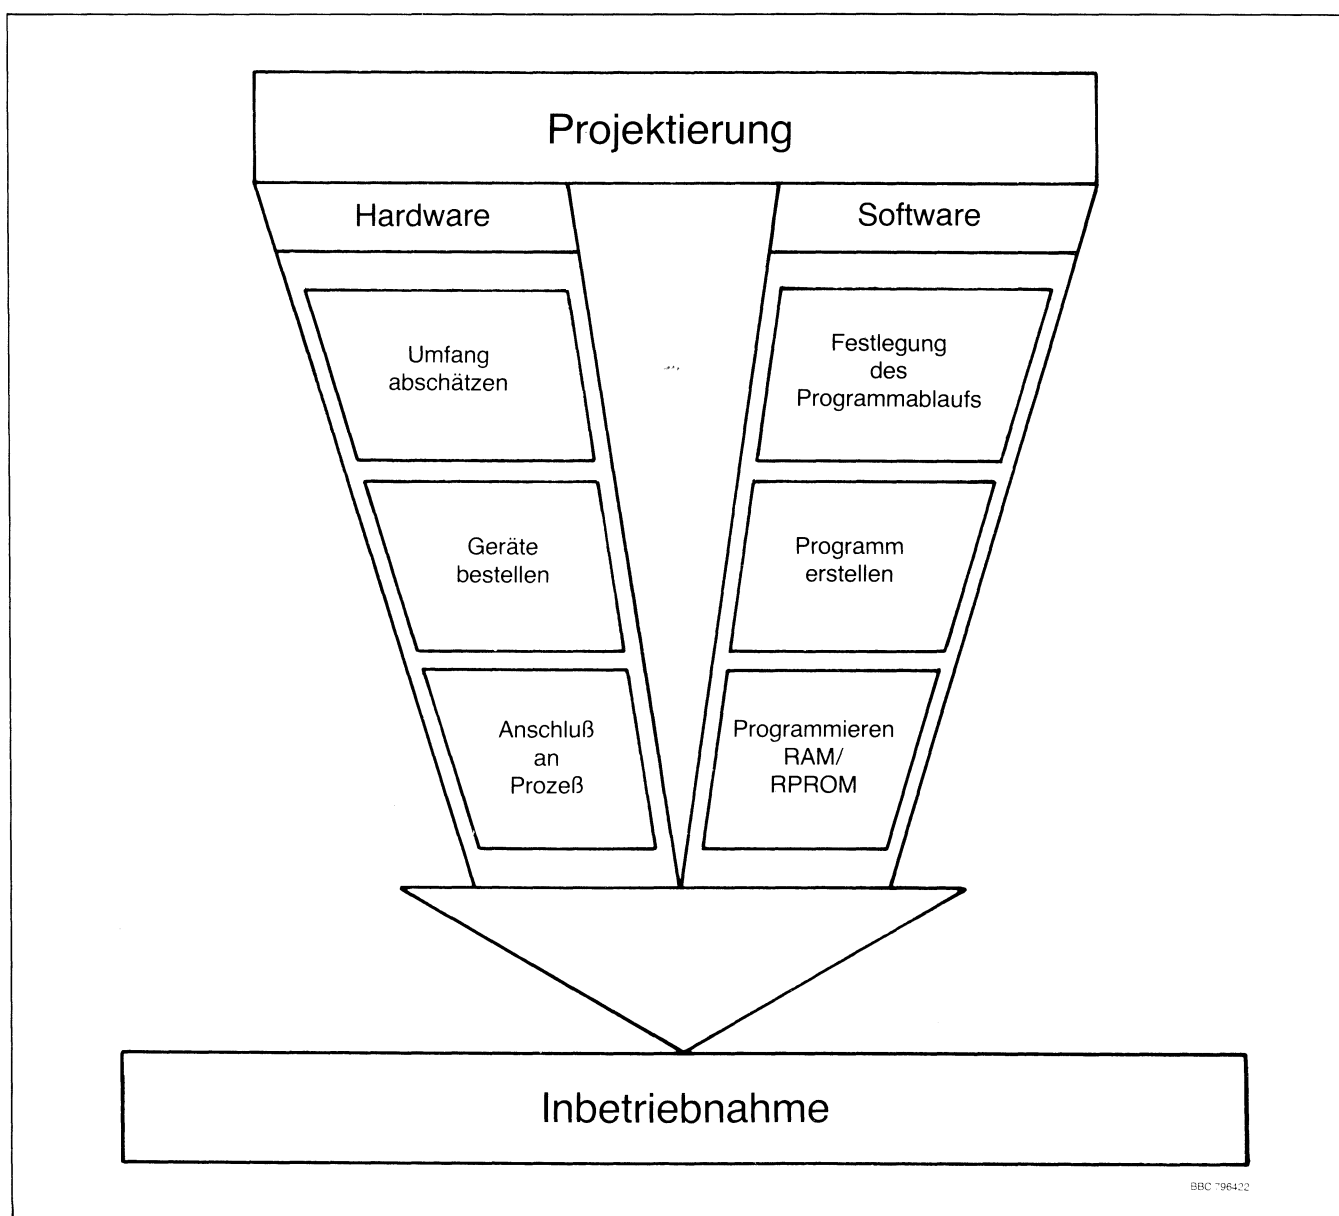 Projektierung
Hardware
Umfang
abschätzen
Geräte
bestellen
Anschluß
an
Prozeß
Software
Festlegung
des
Programmablaufs
Programm
erstellen
Programmieren
RAM/
RPROM
Inbetriebnahme
BBC 796422